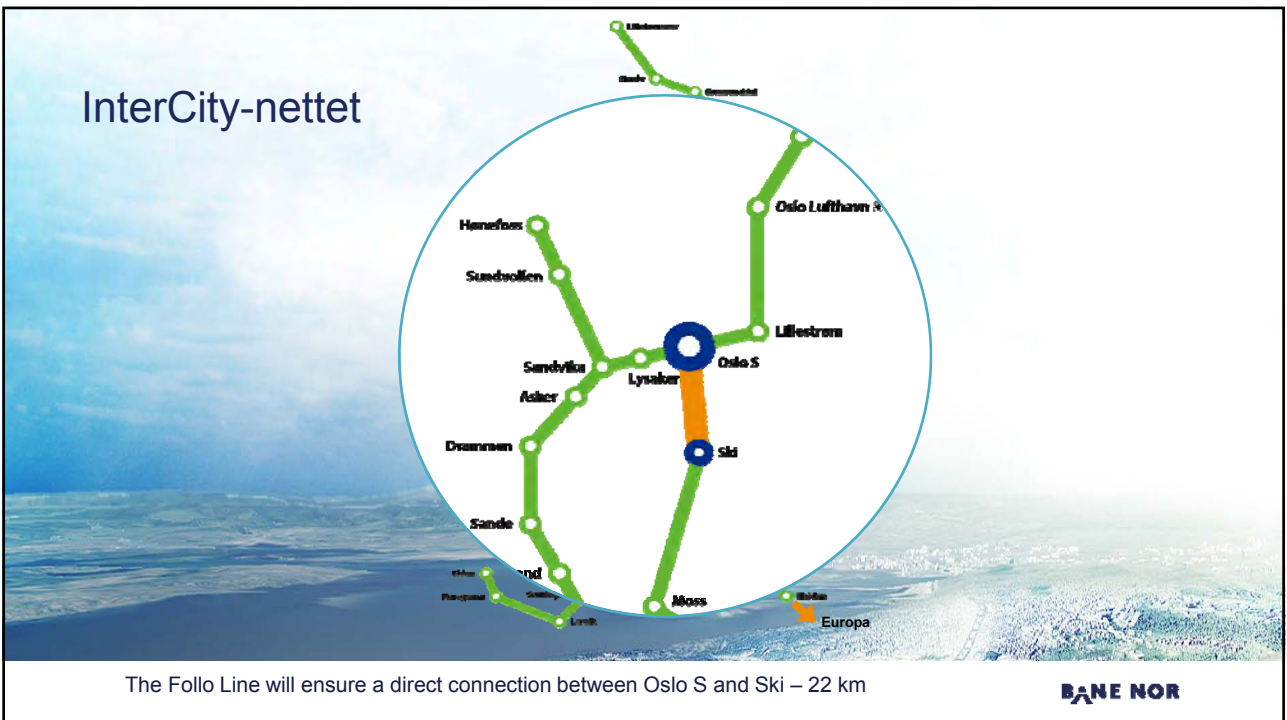 InterCity-nettet
Oslo Lufthavn
Hønefoss
Sundvollen
Lillestrøm
Sandvika
Oslo S
Lysaker
Asker
Drammen
Ski
Sande
Moss
Larvik
Europa
The Follo Line will ensure a direct connection between Oslo S and Ski – 22 km
BANE NOR